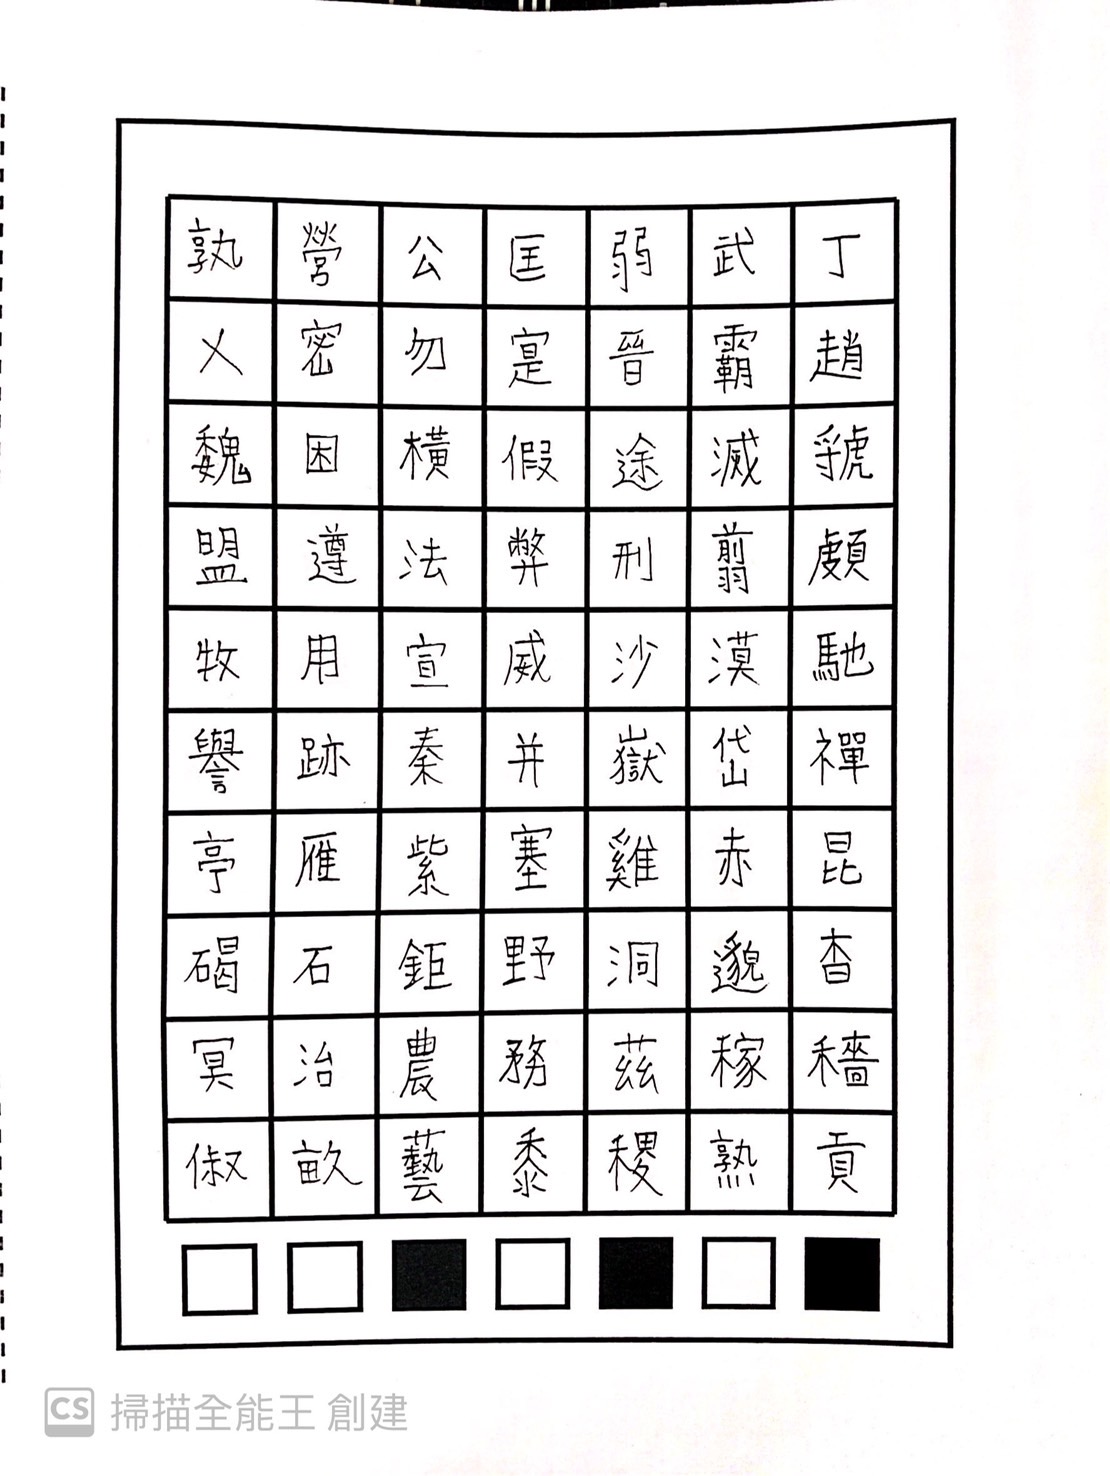 孰營公匡弱武丁
乂密勿寔晉霸趙
魏困橫假途滅虢
盟遵法弊刑翦頗
牧用宣威沙漠馳
譽跡秦并嶽岱禪
亭雁紫塞雞赤昆
碣石鉅野洞邈杳
冥治農務茲稼穡
俶畝藝黍稷熟貢
CS 掃描全能王 創建